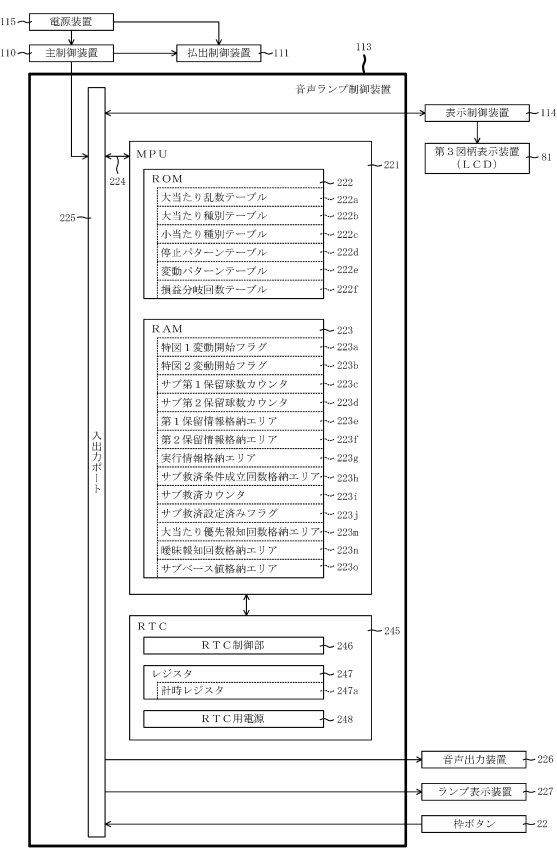 115 電源装置
110 主制御装置
払出制御装置 111
113
音声ランプ制御装置
表示制御装置 114
第3図柄表示装置
(LCD) 81
224
225
入出力ポート
MPU 221
ROM 222
大当たり乱数テーブル 222a
大当たり種別テーブル 222b
小当たり種別テーブル 222c
停止パターンテーブル 222d
変動パターンテーブル 222e
損益分岐回数テーブル 222f
RAM 223
特図1変動開始フラグ 223a
特図2変動開始フラグ 223b
サブ第1保留球数カウンタ 223c
サブ第2保留球数カウンタ 223d
第1保留情報格納エリア 223e
第2保留情報格納エリア 223f
実行情報格納エリア 223g
サブ救済条件成立回数格納エリア 223h
サブ救済カウンタ 223i
サブ救済設定済みフラグ 223j
大当たり優先報知回数格納エリア 223m
曖昧報知回数格納エリア 223n
サブベース値格納エリア 223o
RTC 245
RTC制御部 246
レジスタ 247
計時レジスタ 247a
RTC用電源 248
音声出力装置 226
ランプ表示装置 227
枠ボタン 22